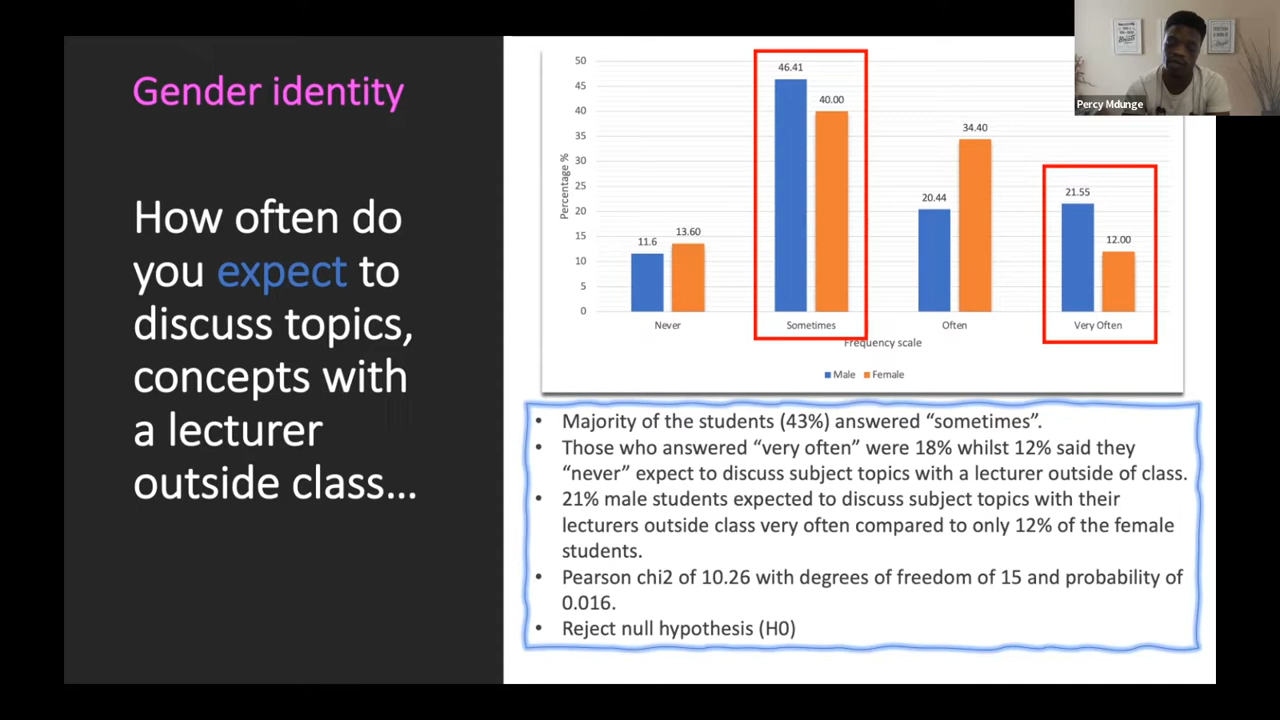 Gender identity
How often do
you expect to
discuss topics,
concepts with
a lecturer
outside class...
50
45
40
35
30
25
20
15
10
5
0
Percentage %
46.41
40.00
34.40
20.44
21.55
12.00
11.6
13.60
Never
Sometimes
Often
Very Often
Frequency scale
Male
Female
Percy Mdunge
• Majority of the students (43%) answered “sometimes”.
• Those who answered “very often” were 18% whilst 12% said they
“never” expect to discuss subject topics with a lecturer outside of class.
• 21% male students expected to discuss subject topics with their
lecturers outside class very often compared to only 12% of the female
students.
• Pearson chi2 of 10.26 with degrees of freedom of 15 and probability of
0.016.
• Reject null hypothesis (H0)